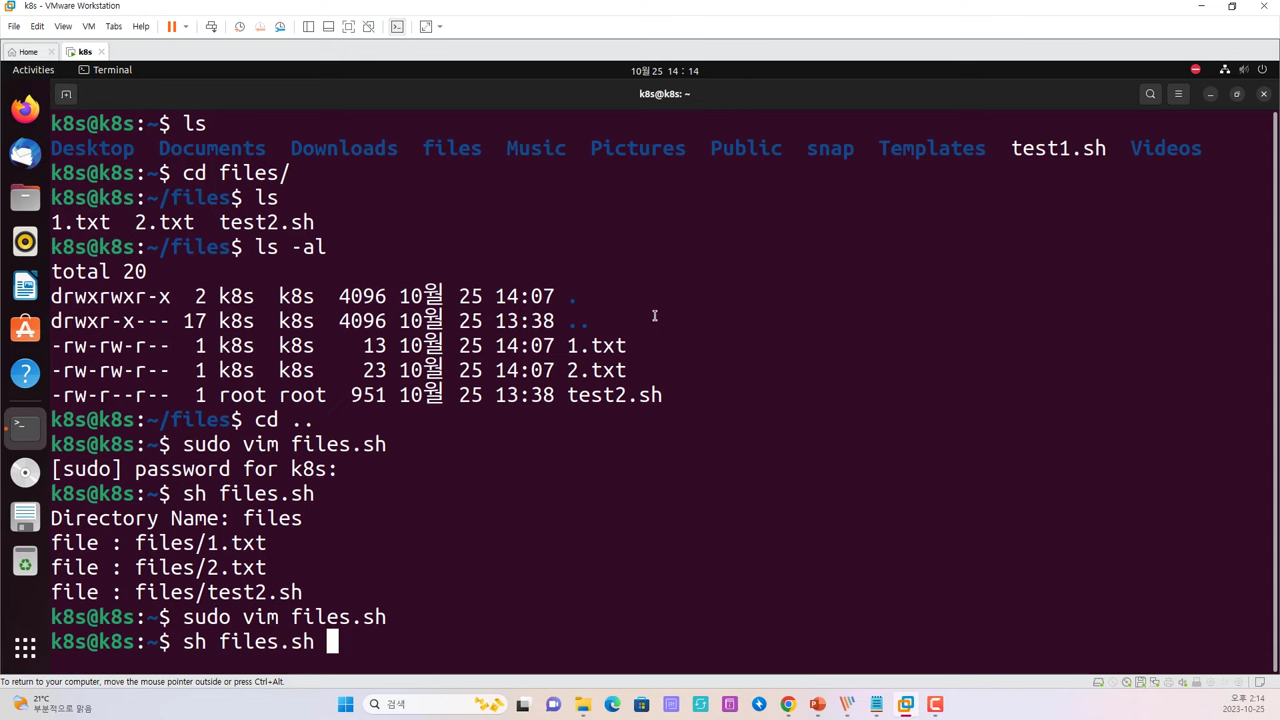 k8s - VMware Workstation
File Edit View VM Tabs Help
Home k8s
Activities Terminal 10월 25 14 : 14
k8s@k8s: ~
k8s@k8s:~$ ls
Desktop Documents Downloads files Music Pictures Public snap Templates test1.sh Videos
k8s@k8s:~$ cd files/
k8s@k8s:~/files$ ls
1.txt 2.txt test2.sh
k8s@k8s:~/files$ ls -al
total 20
drwxrwxr-x 2 k8s k8s 4096 10월 25 14:07 .
drwxr-x--- 17 k8s k8s 4096 10월 25 13:38 ..
-rw-rw-r-- 1 k8s k8s 13 10월 25 14:07 1.txt
-rw-rw-r-- 1 k8s k8s 23 10월 25 14:07 2.txt
-rw-r--r-- 1 root root 951 10월 25 13:38 test2.sh
k8s@k8s:~/files$ cd ..
k8s@k8s:~$ sudo vim files.sh
[sudo] password for k8s:
k8s@k8s:~$ sh files.sh
Directory Name: files
file : files/1.txt
file : files/2.txt
file : files/test2.sh
k8s@k8s:~$ sudo vim files.sh
k8s@k8s:~$ sh files.sh
To return to your computer, move the mouse pointer outside or press Ctrl+Alt.
21°C
부분적으로 맑음
검색
오후 2:14
2023-10-25